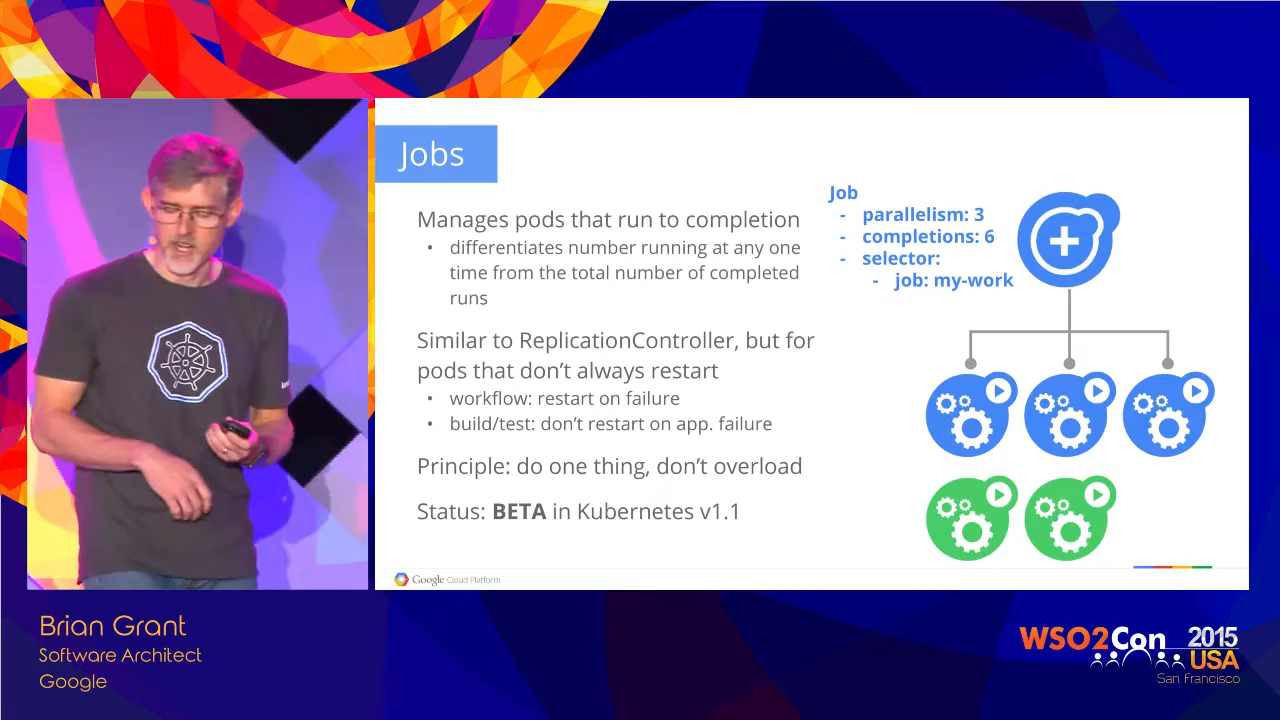 Jobs
Manages pods that run to completion
• differentiates number running at any one
time from the total number of completed
runs
Similar to ReplicationController, but for
pods that don’t always restart
• workflow: restart on failure
• build/test: don’t restart on app. failure
Principle: do one thing, don’t overload
Status: BETA in Kubernetes v1.1
Job
- parallelism: 3
- completions: 6
- selector:
- job: my-work
Google Cloud Platform
Brian Grant
Software Architect
Google
WSO2Con 2015
USA
San Francisco